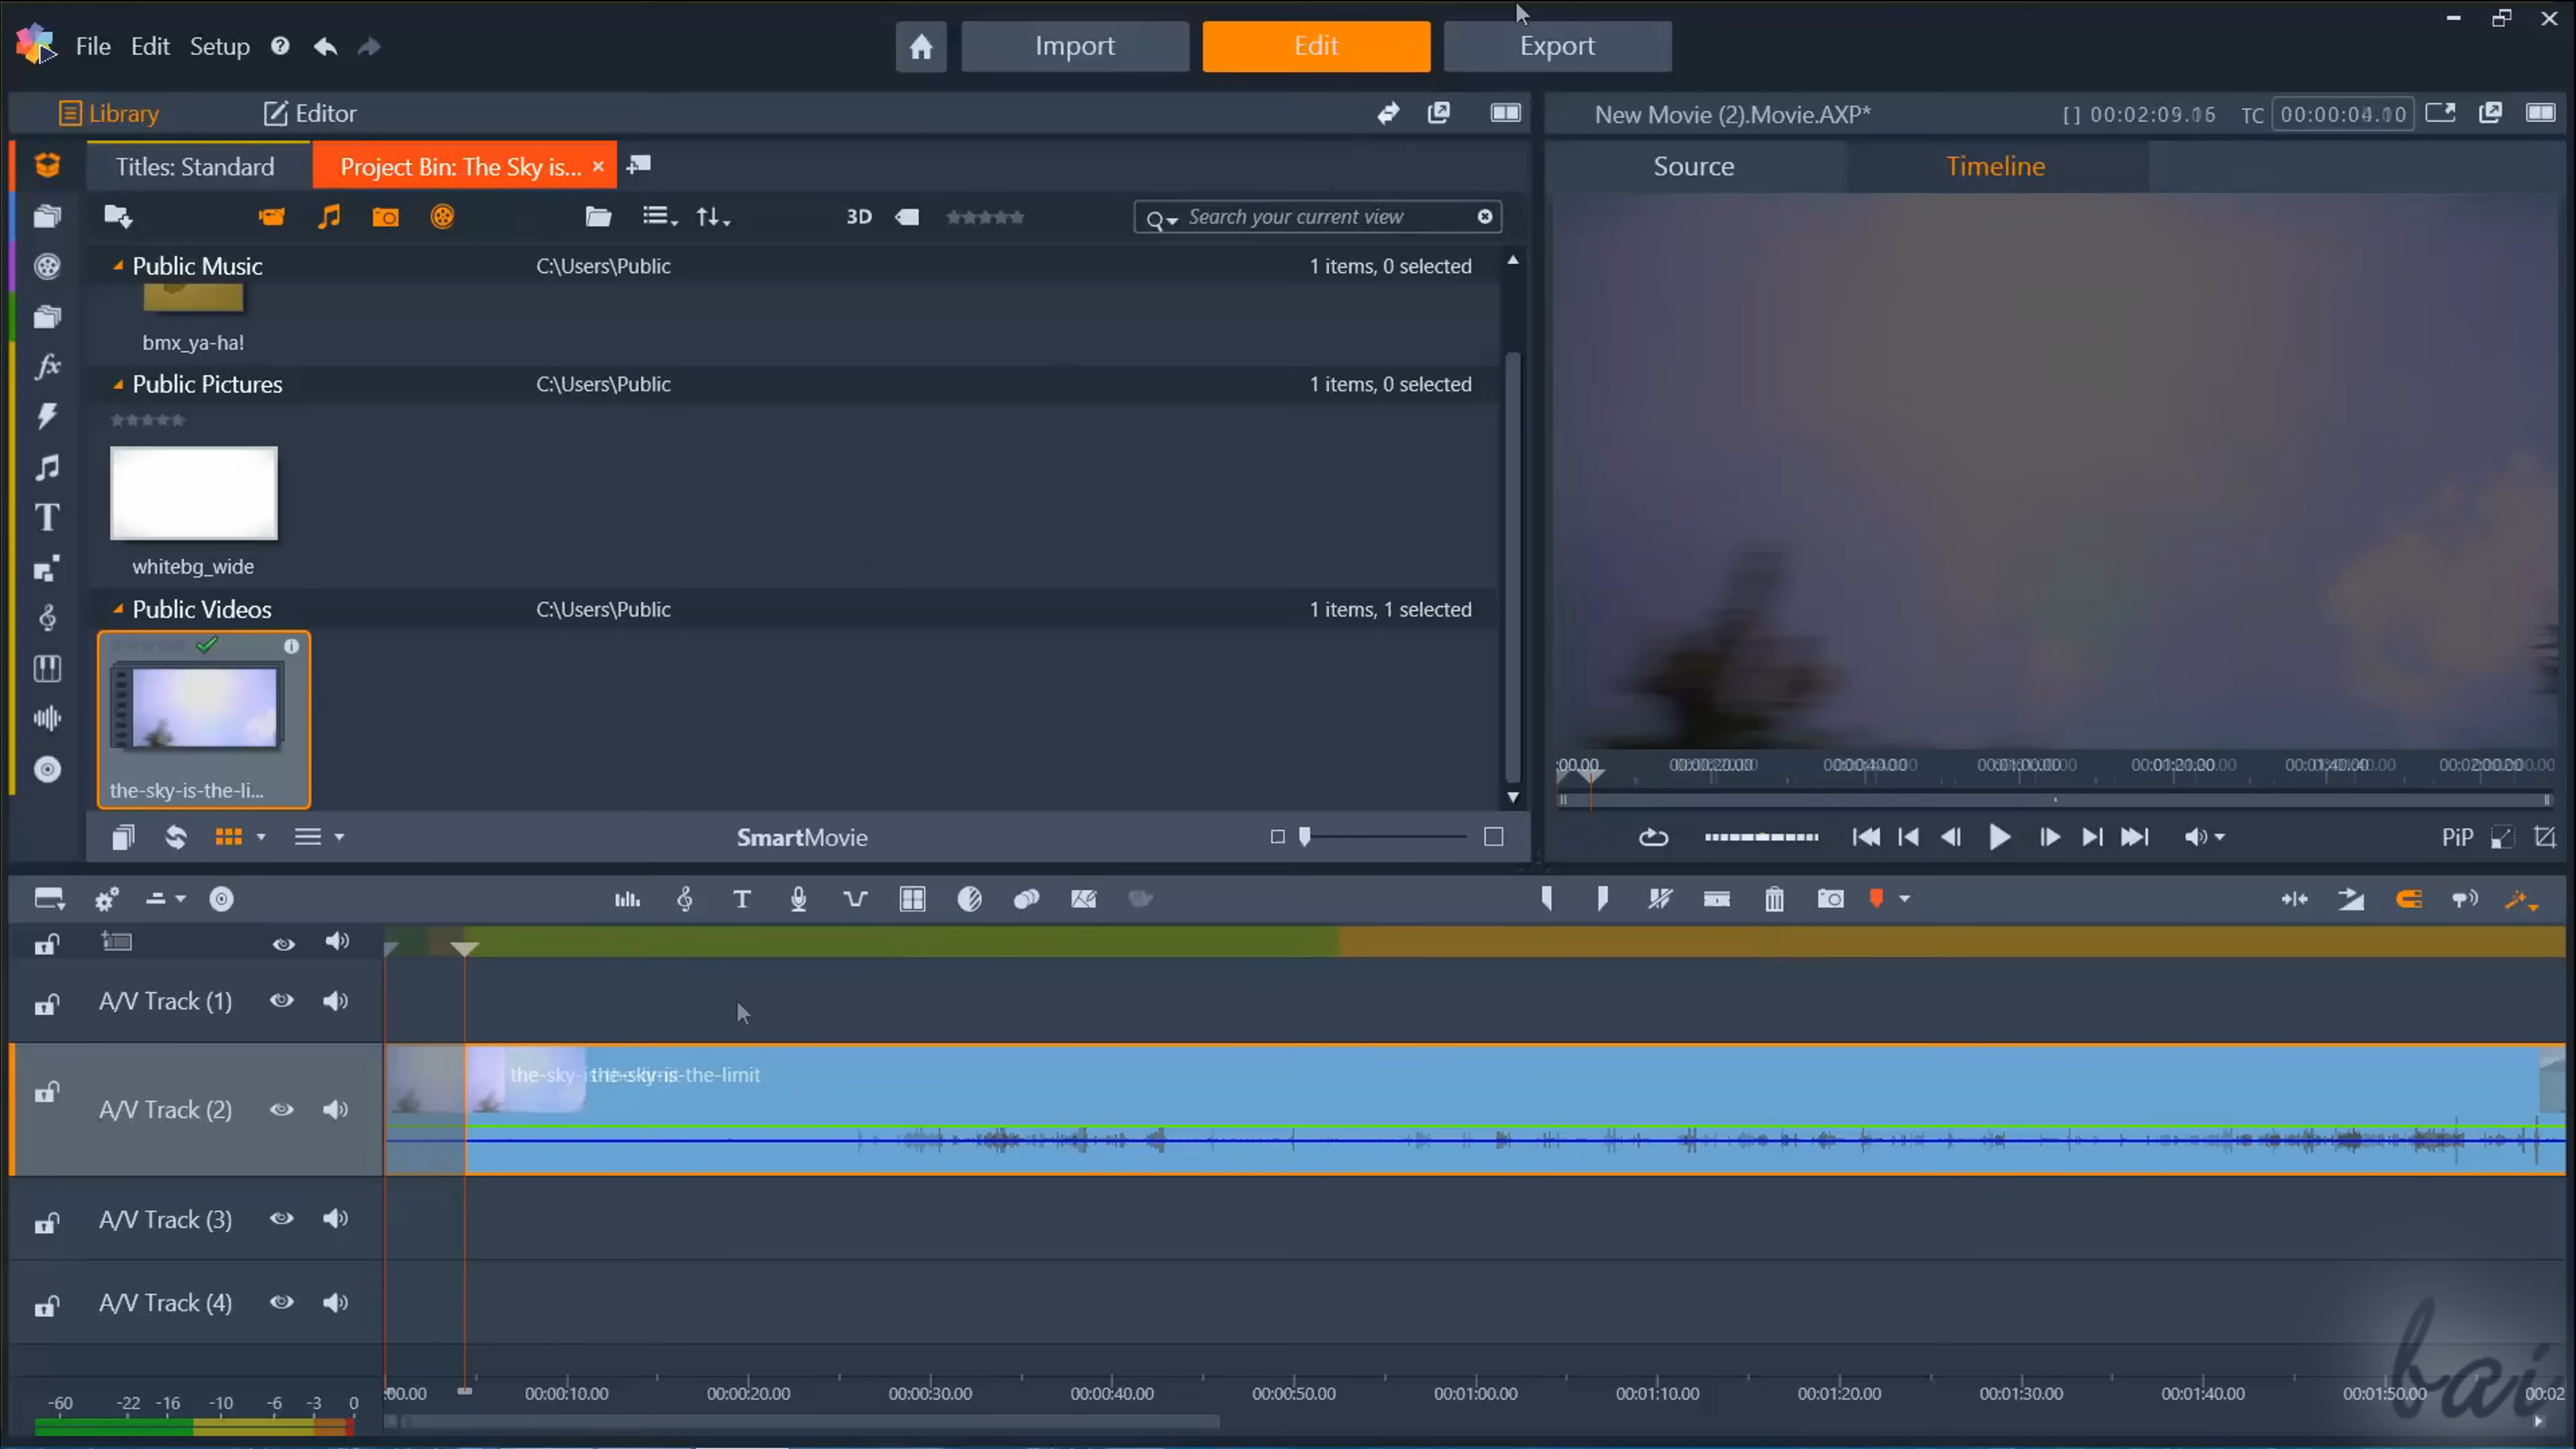 File Edit Setup
Import
Edit
Export
Library
Editor
New Movie (2).Movie.AXP*
[] 00:02:09.
TC
Titles: Standard
Project Bin: The Sky is...
Source
Timeline
3D
Search your current view
Public Music
C:\Users\Public
1 items, 0 selected
bmx_ya-ha!
Public Pictures
C:\Users\Public
1 items, 0 selected
whitebg_wide
Public Videos
C:\Users\Public
1 items, 1 selected
the-sky-is-the-li...
:00.00
SmartMovie
PiP
A/V Track (1)
A/V Track (2)
the-sky-is-the-limit
A/V Track (3)
A/V Track (4)
:00.00 00:00:10.00 00:00:20.00 00:00:30.00 00:00:40.00 00:00:50.00 00:01:00.00 00:01:10.00 00:01:20.00 00:01:30.00 00:01:40.00 00:01:50.00 00:02
-60 -22 -16 -10 -6 -3 0
bai